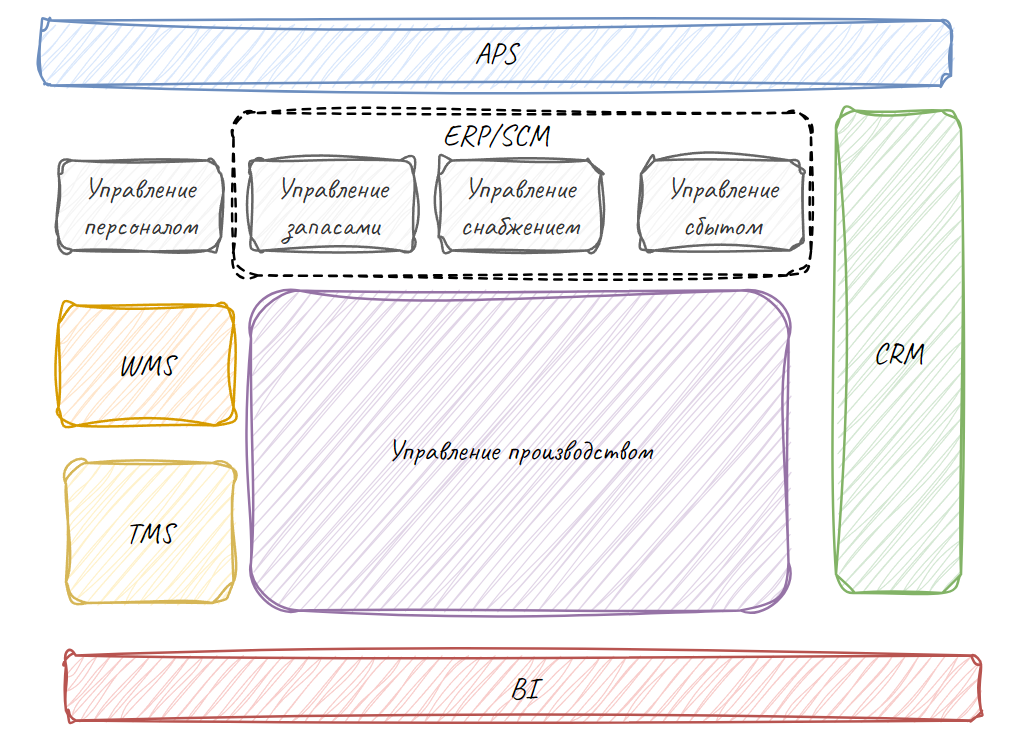 APS
ERP/SCM
Управление
персоналом
Управление
запасами
Управление
снабжением
Управление
сбытом
WMS
CRM
Управление производством
TMS
BI